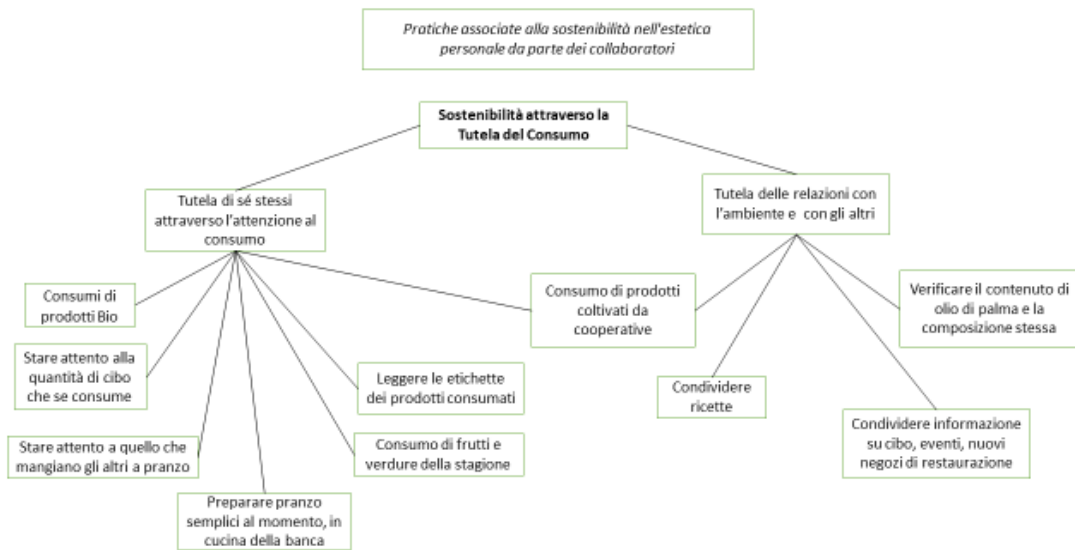 Pratiche associate alla sostenibilità nell'estetica
personale da parte dei collaboratori
Sostenibilità attraverso la
Tutela del Consumo
Tutela di sé stessi
attraverso l'attenzione al
consumo
Tutela delle relazioni con
l'ambiente e con gli altri
Consumi di
prodotti Bio
Consumo di prodotti
coltivati da
cooperative
Verificare il contenuto di
olio di palma e la
composizione stessa
Stare attento alla
quantità di cibo
che se consume
Leggere le etichette
dei prodotti consumati
Condividere
ricette
Stare attento a quello che
mangiano gli altri a pranzo
Consumo di frutti e
verdure della stagione
Condividere informazione
su cibo, eventi, nuovi
negozi di restaurazione
Preparare pranzo
semplici al momento, in
cucina della banca